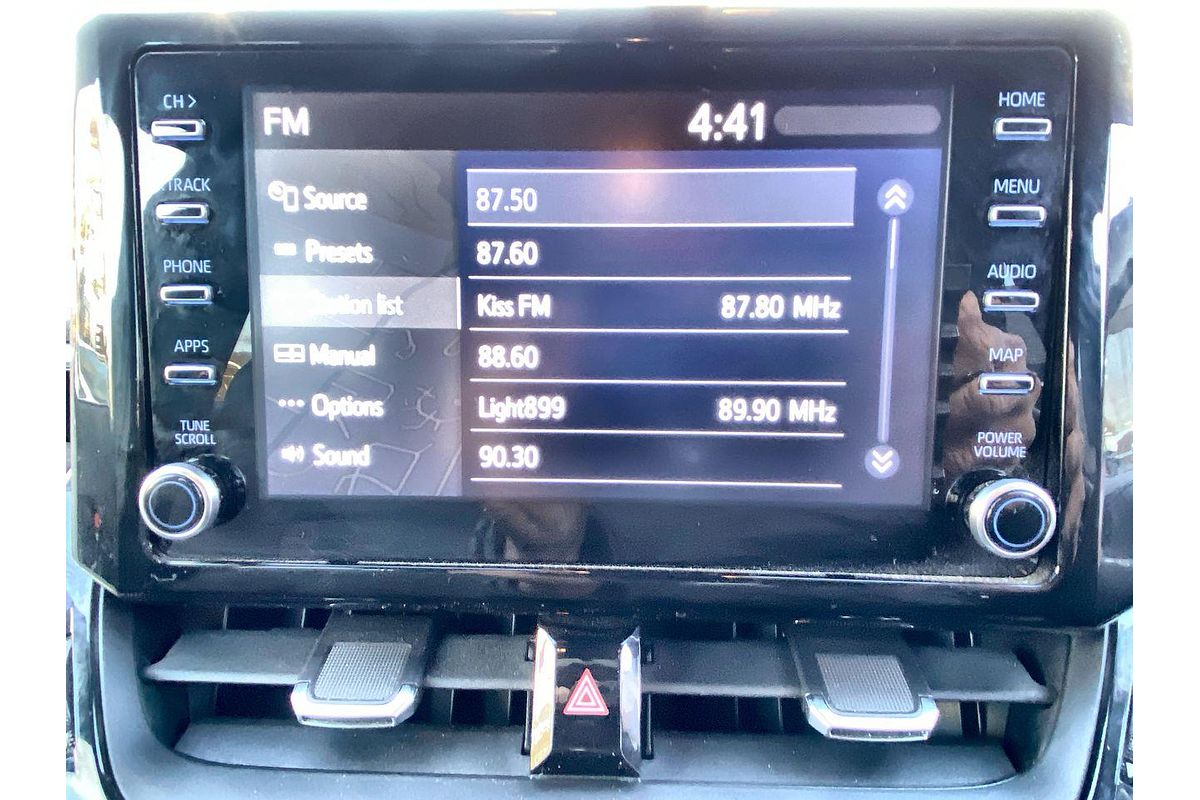 CH >
TRACK
PHONE
APPS
TUNE
SCROLL
FM
4:41
Source
Presets
list
Manual
Options
Sound
87.50
87.60
Kiss FM 87.80 MHz
88.60
Light899 89.90 MHz
90.30
HOME
MENU
AUDIO
MAP
POWER
VOLUME